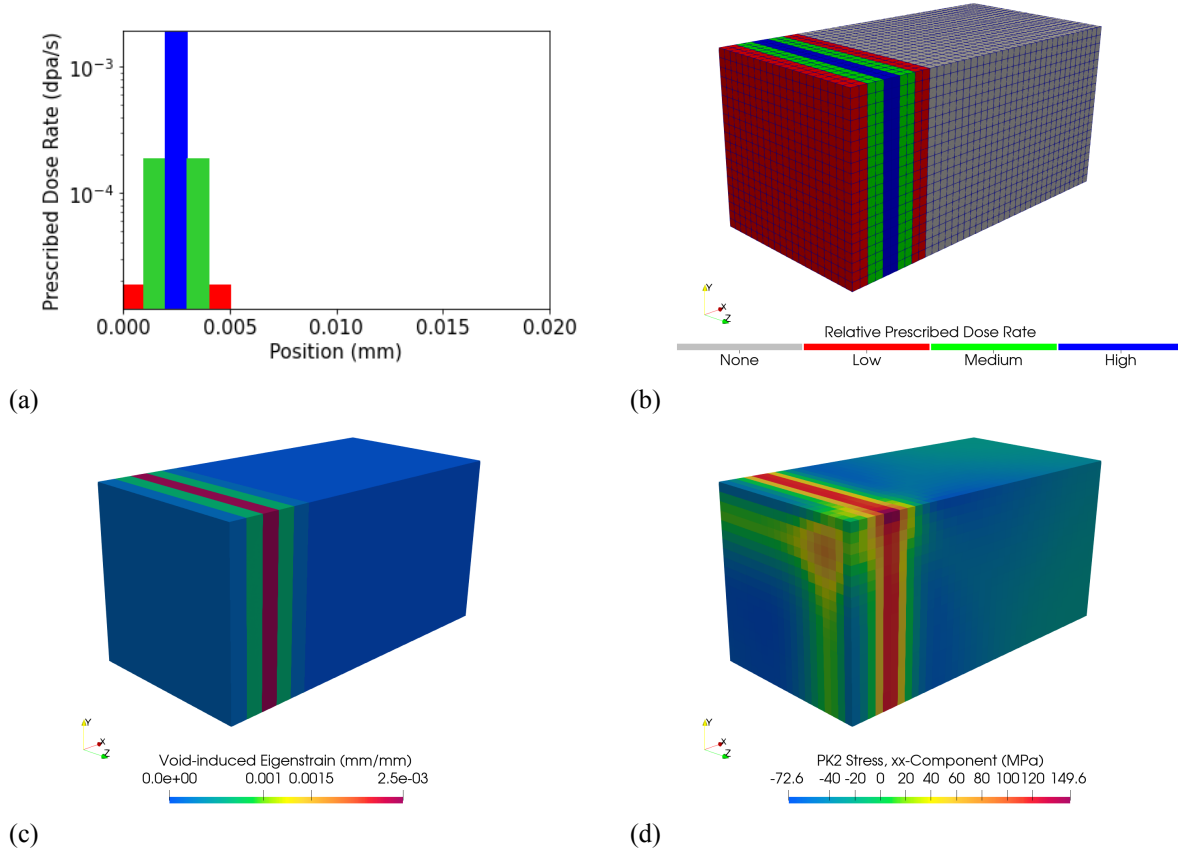 Prescribed Dose Rate (dpa/s)
10⁻³
10⁻⁴
0.000 0.005 0.010 0.015 0.020
Position (mm)
(a)
Y
X
Z
Relative Prescribed Dose Rate
None Low Medium High
(b)
Y
X
Z
Void-induced Eigenstrain (mm/mm)
0.0e+00 0.001 0.0015 2.5e-03
(c)
Y
X
Z
PK2 Stress, xx-Component (MPa)
-72.6 -40 -20 0 20 40 60 80 100 120 149.6
(d)